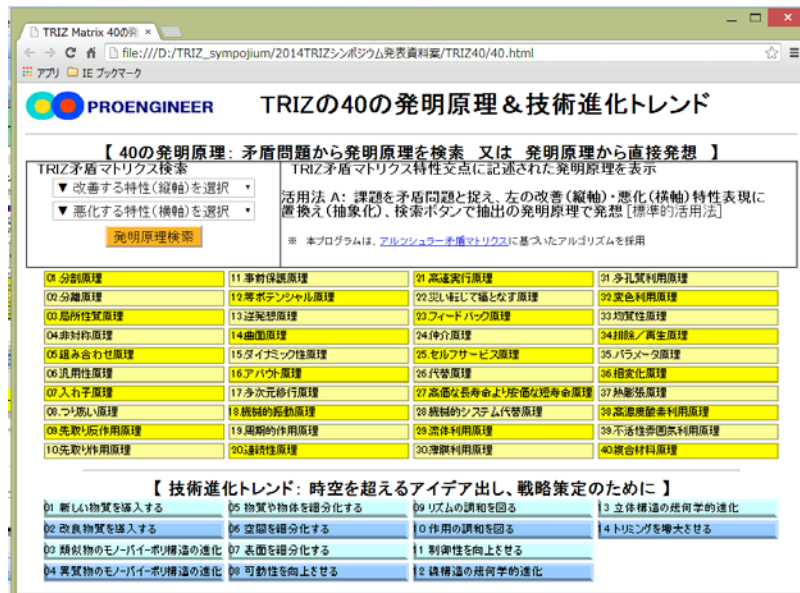 TRIZ Matrix 40の発 ×
file:///D:/TRIZ_sympojium/2014TRIZシンポジウム発表資料案/TRIZ40/40.html
アプリ IE ブックマーク
PROENGINEER TRIZの40の発明原理＆技術進化トレンド
【 40の発明原理： 矛盾問題から発明原理を検索 又は 発明原理から直接発想 】
TRIZ矛盾マトリクス検索
▼ 改善する特性（縦軸）を選択
▼ 悪化する特性（横軸）を選択
発明原理検索
TRIZ矛盾マトリクス特性交点に記述された発明原理を表示
活用法 A： 課題を矛盾問題と捉え、左の改善（縦軸）・悪化（横軸）特性表現に
置換え（抽象化）、検索ボタンで抽出の発明原理で発想［標準的活用法］
※ 本プログラムは、アルツシュラー矛盾マトリクスに基づいたアルゴリズムを採用
01.分割原理 11.事前保護原理 21.高速実行原理 31.多孔質利用原理
02.分離原理 12.等ポテンシャル原理 22.災い転じて福となす原理 32.変色利用原理
03.局所性質原理 13.逆発想原理 23.フィードバック原理 33.均質性原理
04.非対称原理 14.曲面原理 24.仲介原理 34.排除／再生原理
05.組み合わせ原理 15.ダイナミック性原理 25.セルフサービス原理 35.パラメータ原理
06.汎用性原理 16.アバウト原理 26.代替原理 36.相変化原理
07.入れ子原理 17.多次元移行原理 27.高価な長寿命より安価な短寿命原理 37.熱膨張原理
08.つり合い原理 18.機械的振動原理 28.機械的システム代替原理 38.高濃度酸素利用原理
09.先取り反作用原理 19.周期的作用原理 29.流体利用原理 39.不活性雰囲気利用原理
10.先取り作用原理 20.連続性原理 30.薄膜利用原理 40.複合材料原理
【 技術進化トレンド： 時空を超えるアイデア出し、戦略策定のために 】
01 新しい物質を導入する 05 物質や物体を細分化する 09 リズムの調和を図る 13 立体構造の幾何学的進化
02 改良物質を導入する 06 空間を細分化する 10 作用の調和を図る 14 トリミングを増大させる
03 類似物のモノ-バイ-ポリ構造の進化 07 表面を細分化する 11 制御性を向上させる
04 異質物のモノ-バイ-ポリ構造の進化 08 可動性を向上させる 12 線構造の幾何学的進化